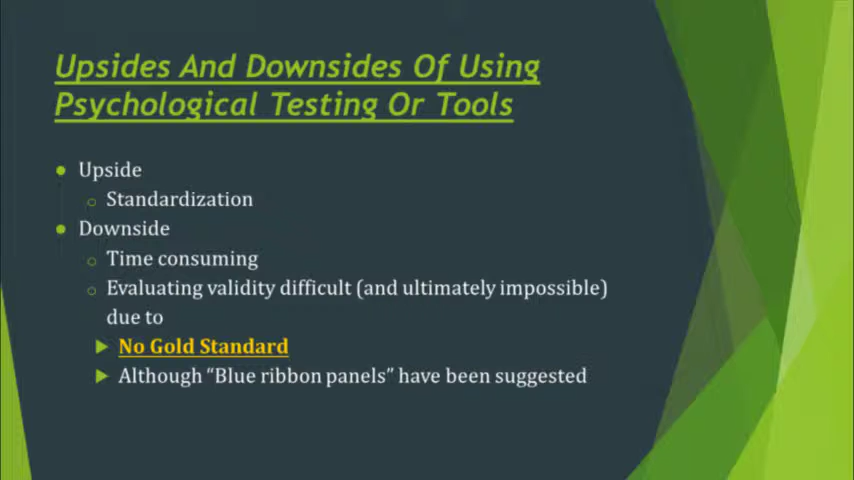 Upsides And Downsides Of Using
Psychological Testing Or Tools
Upside
Standardization
Downside
Time consuming
Evaluating validity difficult (and ultimately impossible)
due to
No Gold Standard
Although “Blue ribbon panels” have been suggested